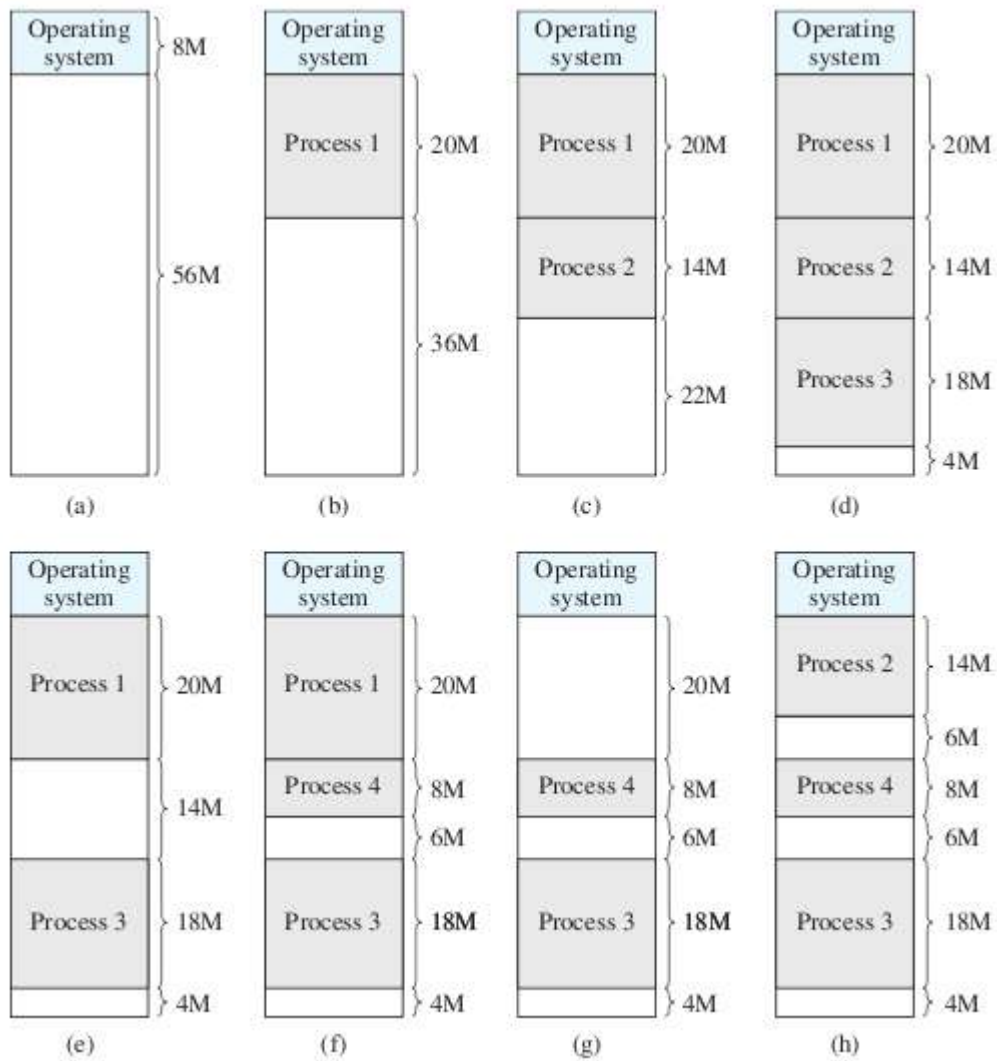 Operating
system
8M
56M
(a)
Operating
system
Process 1
20M
36M
(b)
Operating
system
Process 1
20M
Process 2
14M
22M
(c)
Operating
system
Process 1
20M
Process 2
14M
Process 3
18M
4M
(d)
Operating
system
Process 1
20M
14M
Process 3
18M
4M
(e)
Operating
system
Process 1
20M
Process 4
8M
6M
Process 3
18M
4M
(f)
Operating
system
20M
Process 4
8M
6M
Process 3
18M
4M
(g)
Operating
system
Process 2
14M
6M
Process 4
8M
6M
Process 3
18M
4M
(h)